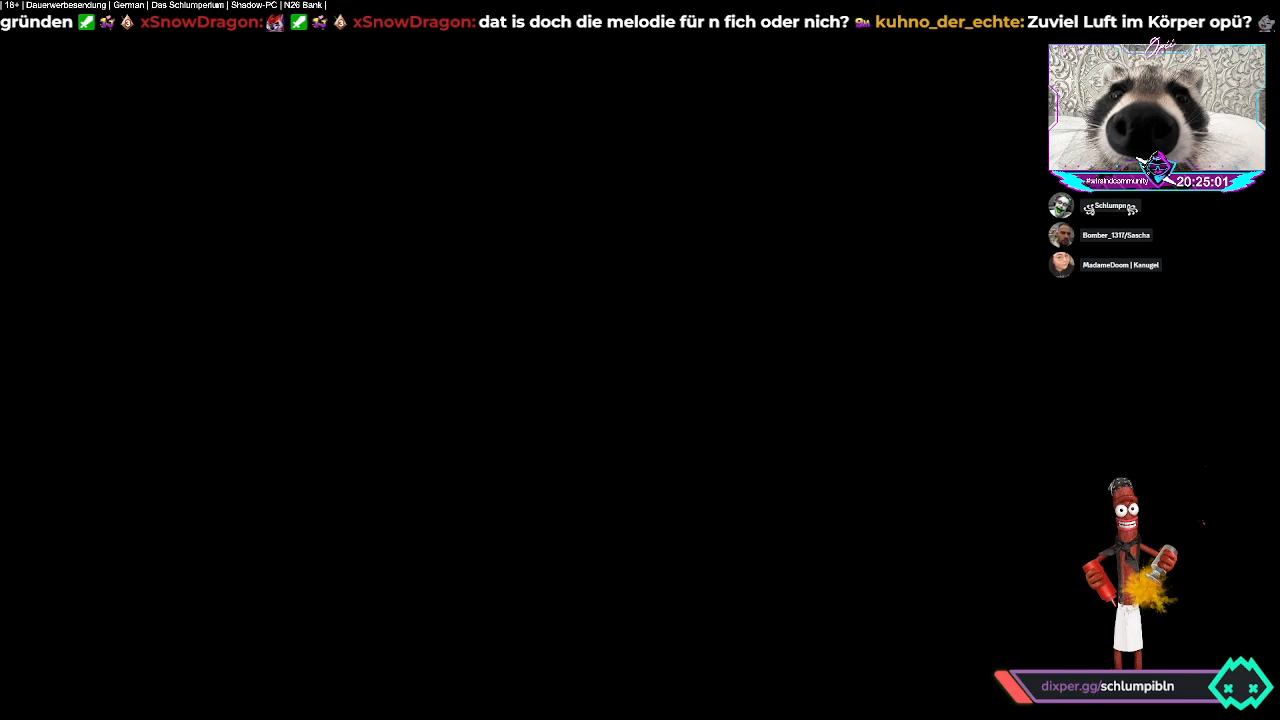 | 18+ | Dauerwerbesendung | German | Das Schlumperium | Shadow-PC | N26 Bank |
gründen xSnowDragon: xSnowDragon: dat is doch die melodie für n fich oder nich? kuhno_der_echte: Zuviel Luft im Körper opü?
Opii
#wirsindcommunity 20:25:01
Schlumpn
Bomber_1317/Sascha
MadameDoom | Kanugel
dixper.gg/schlumpibln